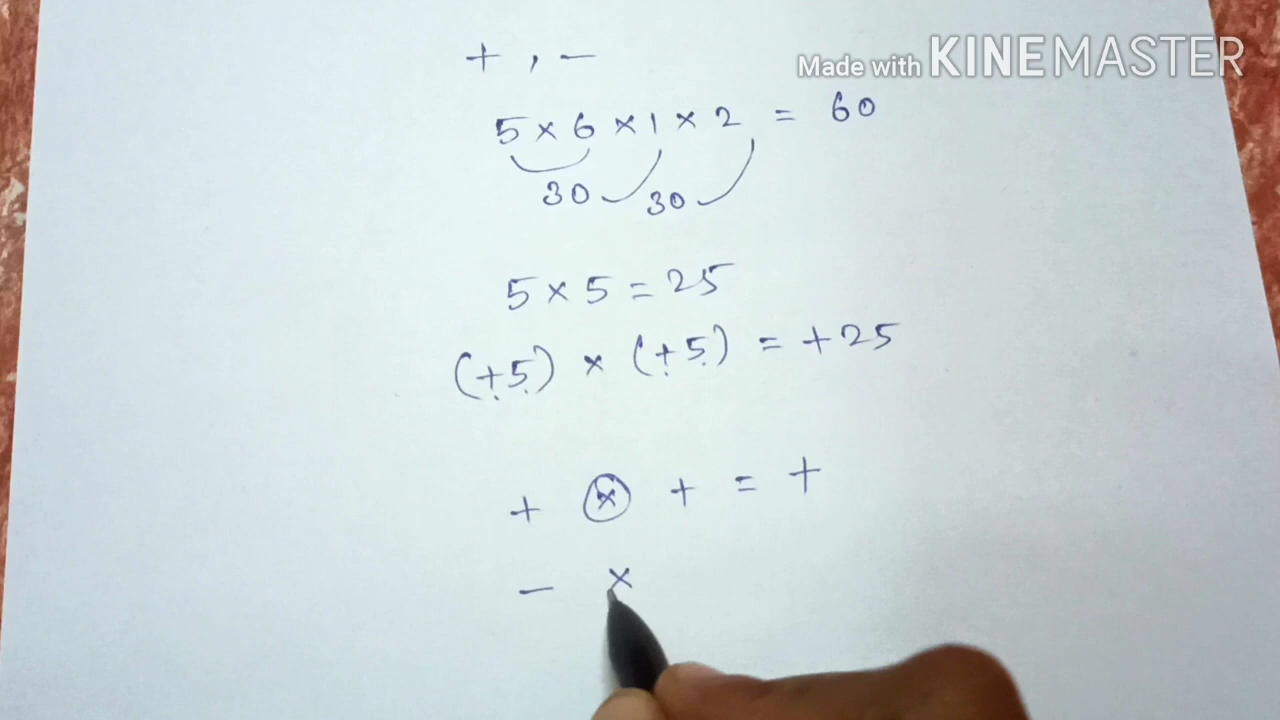 + , -
Made with KINEMASTER
5 × 6 × 1 × 2 = 60
30 30
5 × 5 = 25
(+5) × (+5) = +25
+ × + = +
- ×